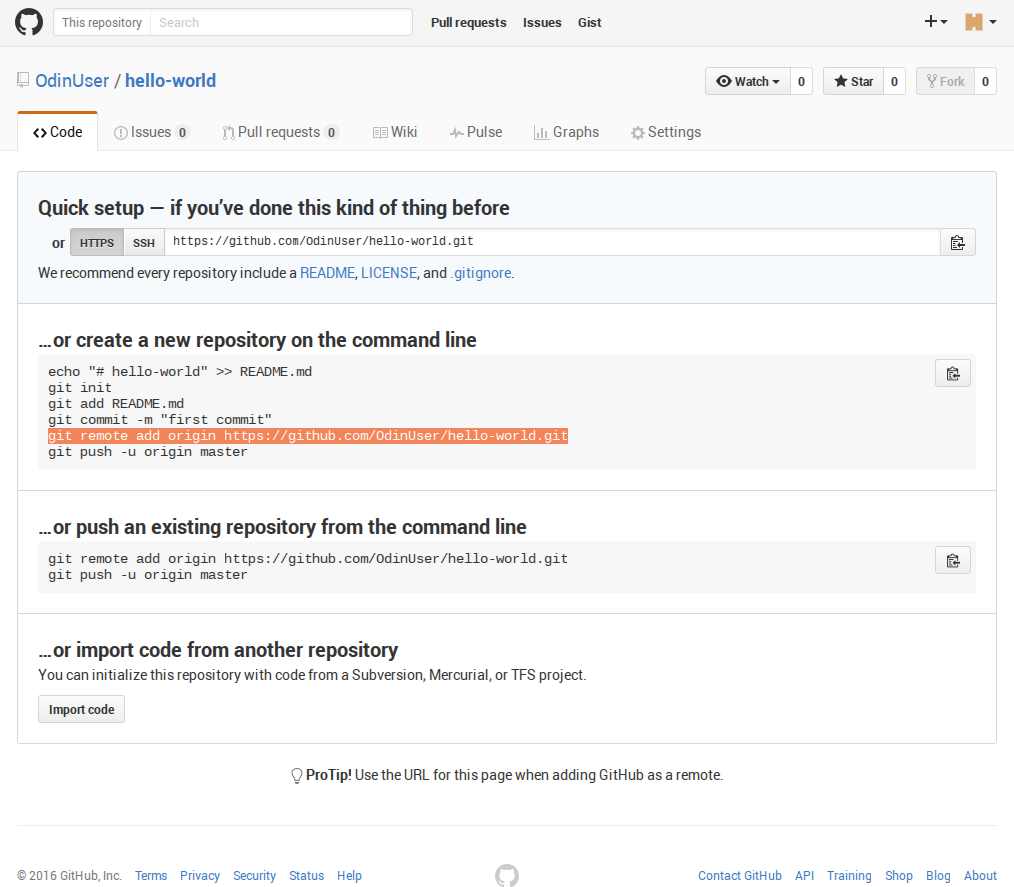 This repository Search Pull requests Issues Gist
OdinUser / hello-world Watch 0 Star 0 Fork 0
Code Issues 0 Pull requests 0 Wiki Pulse Graphs Settings
Quick setup — if you’ve done this kind of thing before
or HTTPS SSH https://github.com/OdinUser/hello-world.git
We recommend every repository include a README, LICENSE, and .gitignore.
…or create a new repository on the command line
echo "# hello-world" >> README.md
git init
git add README.md
git commit -m "first commit"
git remote add origin https://github.com/OdinUser/hello-world.git
git push -u origin master
…or push an existing repository from the command line
git remote add origin https://github.com/OdinUser/hello-world.git
git push -u origin master
…or import code from another repository
You can initialize this repository with code from a Subversion, Mercurial, or TFS project.
Import code
ProTip! Use the URL for this page when adding GitHub as a remote.
© 2016 GitHub, Inc. Terms Privacy Security Status Help Contact GitHub API Training Shop Blog About